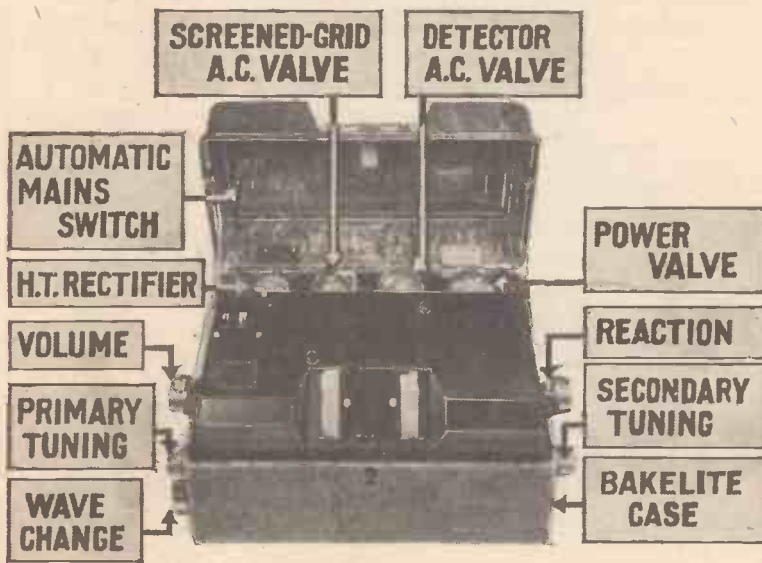 SCREENED-GRID
A.C. VALVE
DETECTOR
A.C. VALVE
AUTOMATIC
MAINS
SWITCH
H.T. RECTIFIER
VOLUME
PRIMARY
TUNING
WAVE
CHANGE
POWER
VALVE
REACTION
SECONDARY
TUNING
BAKELITE
CASE